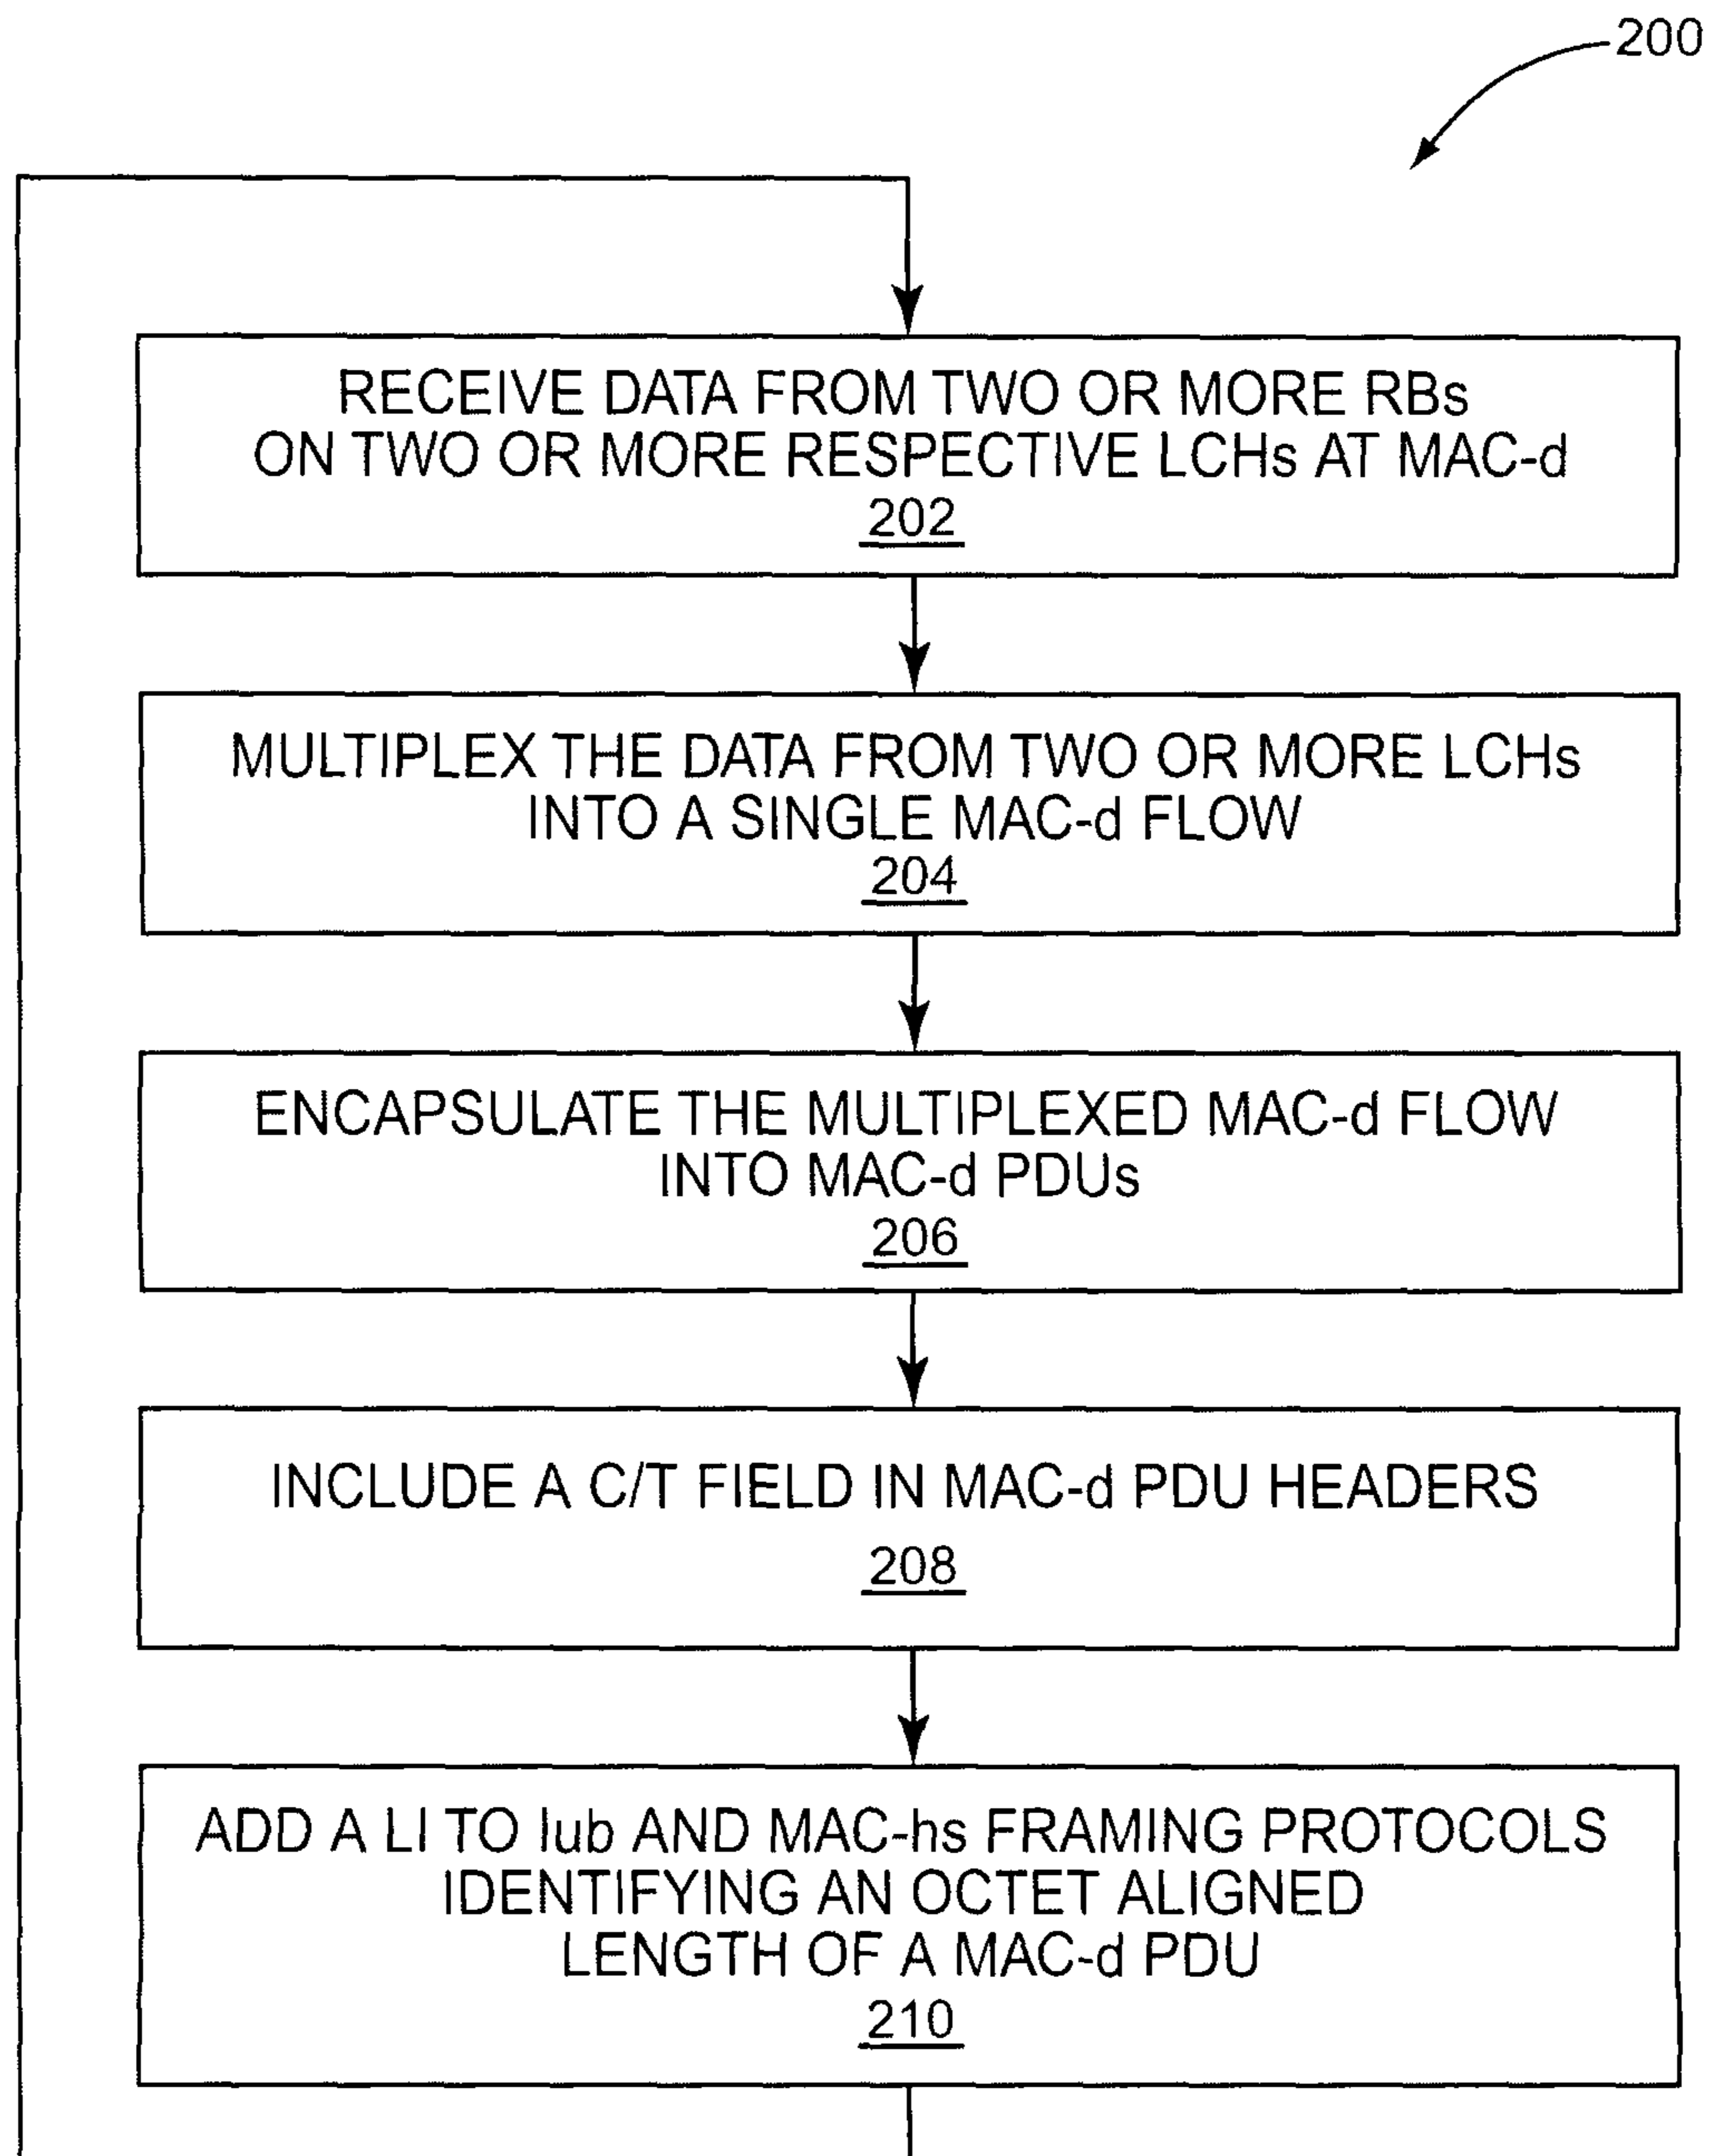 200
RECEIVE DATA FROM TWO OR MORE RBs
ON TWO OR MORE RESPECTIVE LCHs AT MAC-d
202
MULTIPLEX THE DATA FROM TWO OR MORE LCHs
INTO A SINGLE MAC-d FLOW
204
ENCAPSULATE THE MULTIPLEXED MAC-d FLOW
INTO MAC-d PDUs
206
INCLUDE A C/T FIELD IN MAC-d PDU HEADERS
208
ADD A LI TO Iub AND MAC-hs FRAMING PROTOCOLS
IDENTIFYING AN OCTET ALIGNED
LENGTH OF A MAC-d PDU
210